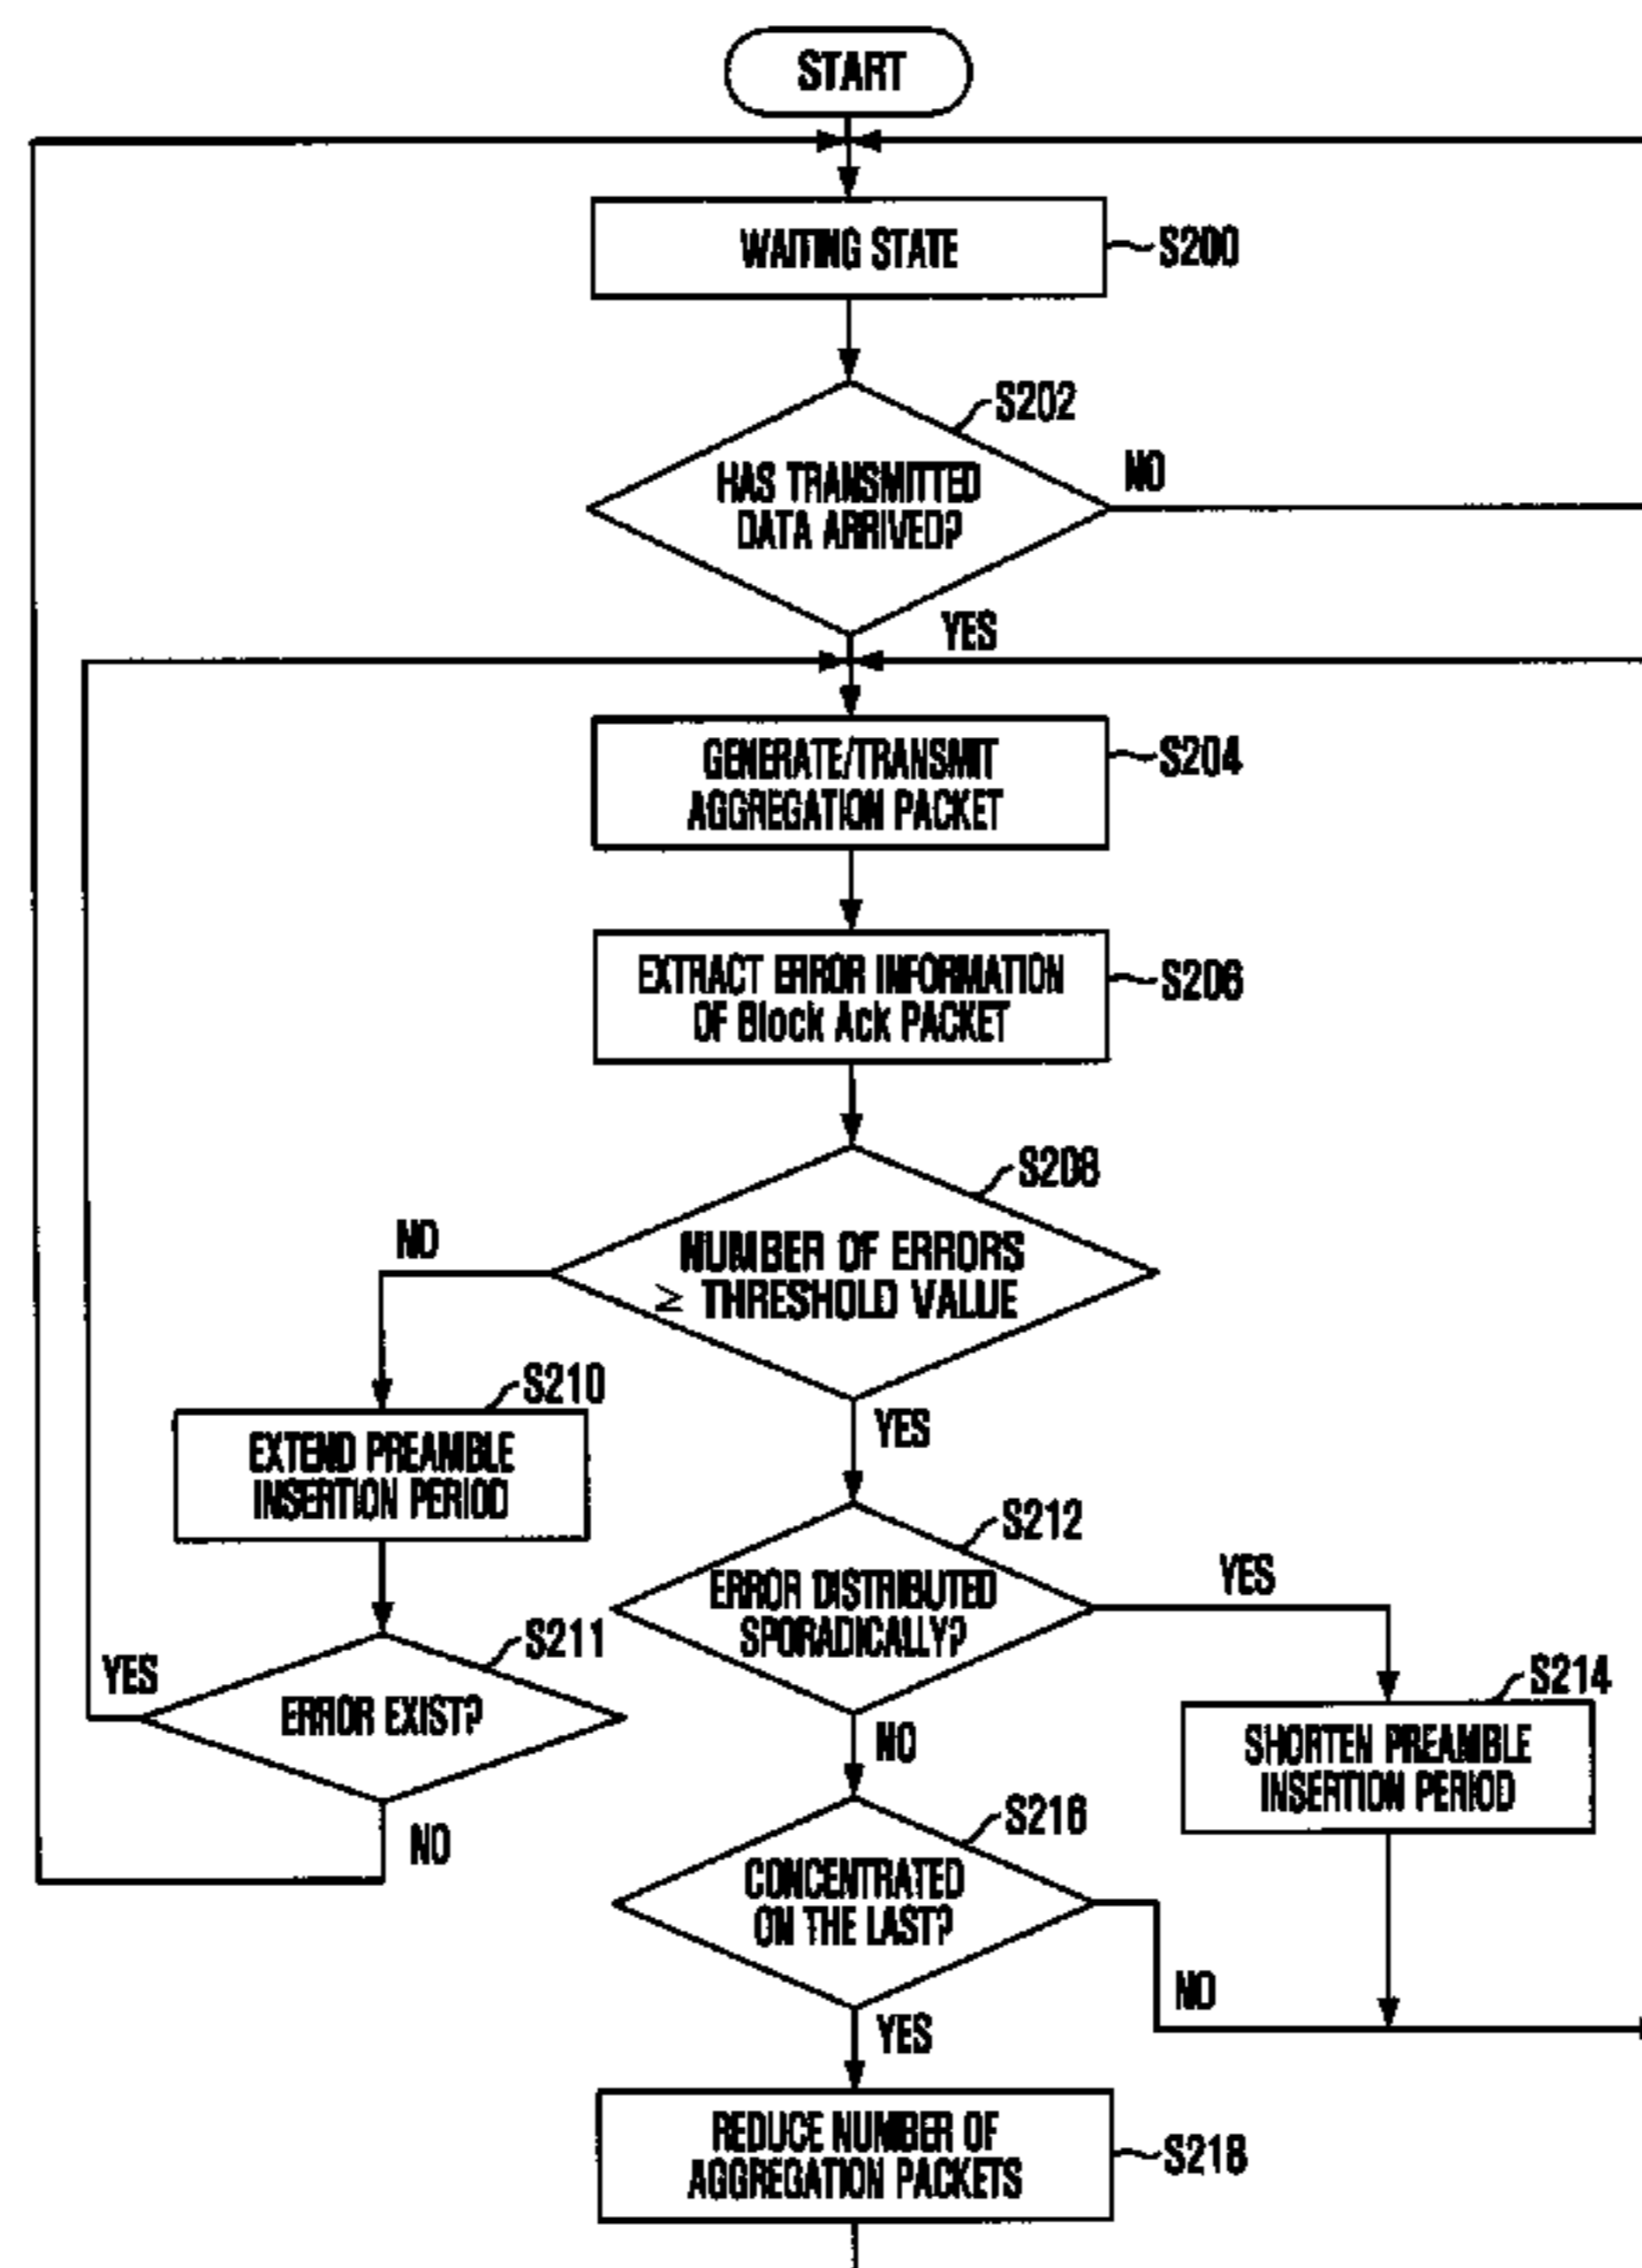 START
WAITING STATE
S200
S202
HAS TRANSMITTED
DATA ARRIVED?
NO
YES
GENERATE/TRANSMIT
AGGREGATION PACKET
S204
EXTRACT ERROR INFORMATION
OF Block Ack PACKET
S206
S208
NO
NUMBER OF ERRORS
≥ THRESHOLD VALUE
S210
YES
EXTEND PREAMBLE
INSERTION PERIOD
S212
YES
ERROR DISTRIBUTED
SPORADICALLY?
S211
YES
ERROR EXIST?
S214
NO
SHORTEN PREAMBLE
INSERTION PERIOD
NO
S216
CONCENTRATED
ON THE LAST?
NO
YES
REDUCE NUMBER OF
AGGREGATION PACKETS
S218